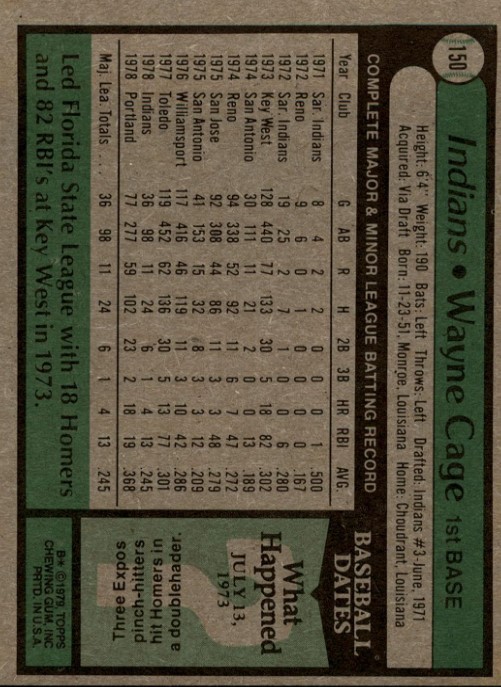 150
Indians • Wayne Cage 1st BASE
Height: 6'4" Weight: 190 Bats: Left Throws: Left Drafted: Indians #3-June, 1971
Acquired: Via Draft Born: 11-23-51, Monroe, Louisiana Home: Choudrant, Louisiana
COMPLETE MAJOR & MINOR LEAGUE BATTING RECORD
Year Club G AB R H 2B 3B HR RBI AVG.
1971 Sar. Indians 8 4 2 2 0 0 0 1 .500
1972 Reno 9 6 0 1 0 0 0 0 .167
1972 Sar. Indians 19 25 2 7 1 0 0 6 .280
1973 Key West 128 440 77 133 30 5 18 82 .302
1974 San Antonio 30 111 11 21 2 0 0 13 .189
1974 Reno 94 338 52 92 11 6 7 47 .272
1975 San Jose 92 308 44 86 11 3 3 48 .279
1975 San Antonio 41 153 15 32 8 3 3 12 .209
1976 Williamsport 117 416 46 119 11 3 10 42 .286
1977 Toledo 119 452 62 136 30 5 13 77 .301
1978 Indians 36 98 11 24 6 1 4 13 .245
1978 Portland 77 277 59 102 23 2 18 19 .368
Maj. Lea. Totals . . . 36 98 11 24 6 1 4 13 .245
Led Florida State League with 18 Homers
and 82 RBI's at Key West in 1973.
BASEBALL
DATES
What
Happened
JULY 13,
1973
Three Expos
pinch-hitters
hit Homers in
a doubleheader.
B* © 1979, TOPPS
CHEWING GUM, INC
PRTD. IN U.S.A.